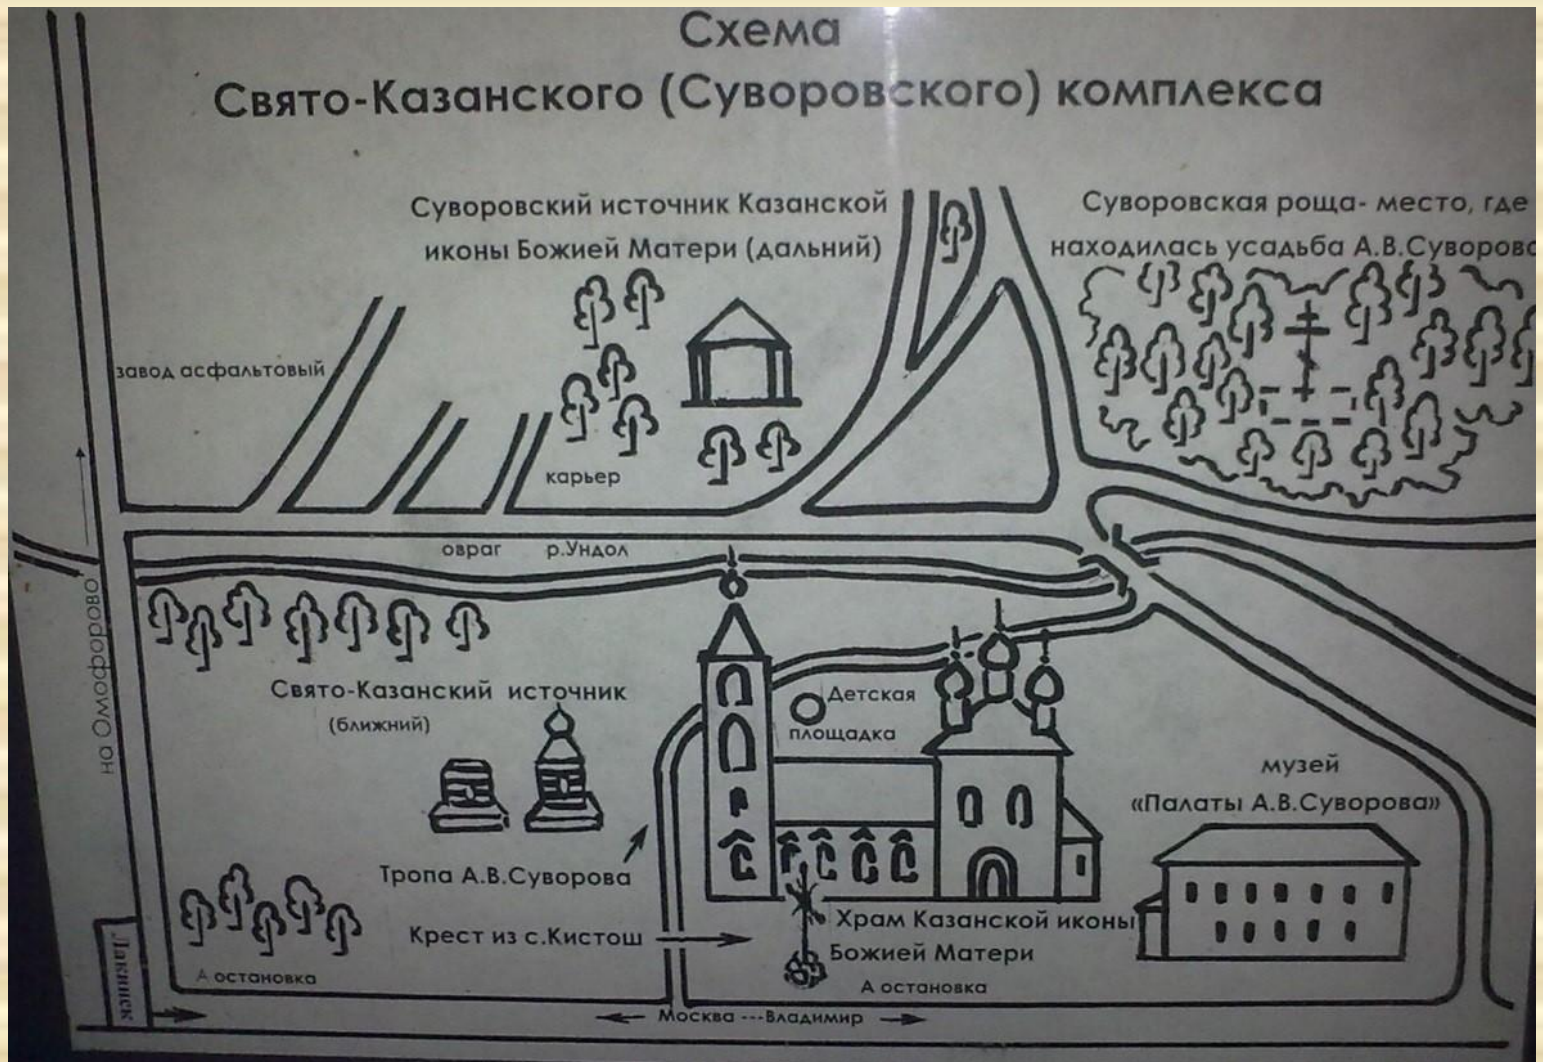 Схема
Свято-Казанского (Суворовского) комплекса
Суворовский источник Казанской
иконы Божией Матери (дальний)
Суворовская роща- место, где
находилась усадьба А.В.Суворова
завод асфальтовый
карьер
овраг р.Ундол
на Омофорово
Свято-Казанский источник
(ближний)
Детская
площадка
музей
«Палаты А.В.Суворова»
Тропа А.В.Суворова
Крест из с.Кистош
Храм Казанской иконы
Божией Матери
А остановка
А остановка
Лакинск
Москва ---Владимир